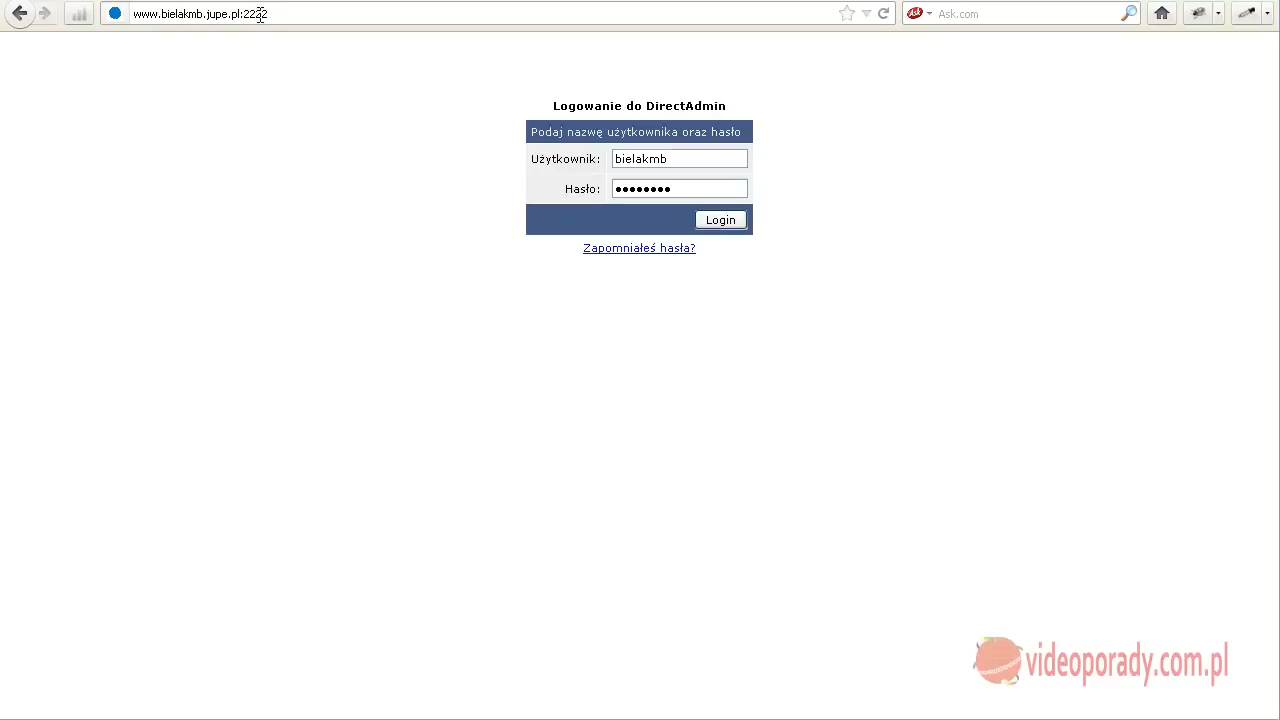 www.bielakmb.jupe.pl:2222
Ask.com
Logowanie do DirectAdmin
Podaj nazwę użytkownika oraz hasło
Użytkownik: bielakmb
Hasło: ••••••••
Login
Zapomniałeś hasła?
videoporady.com.pl